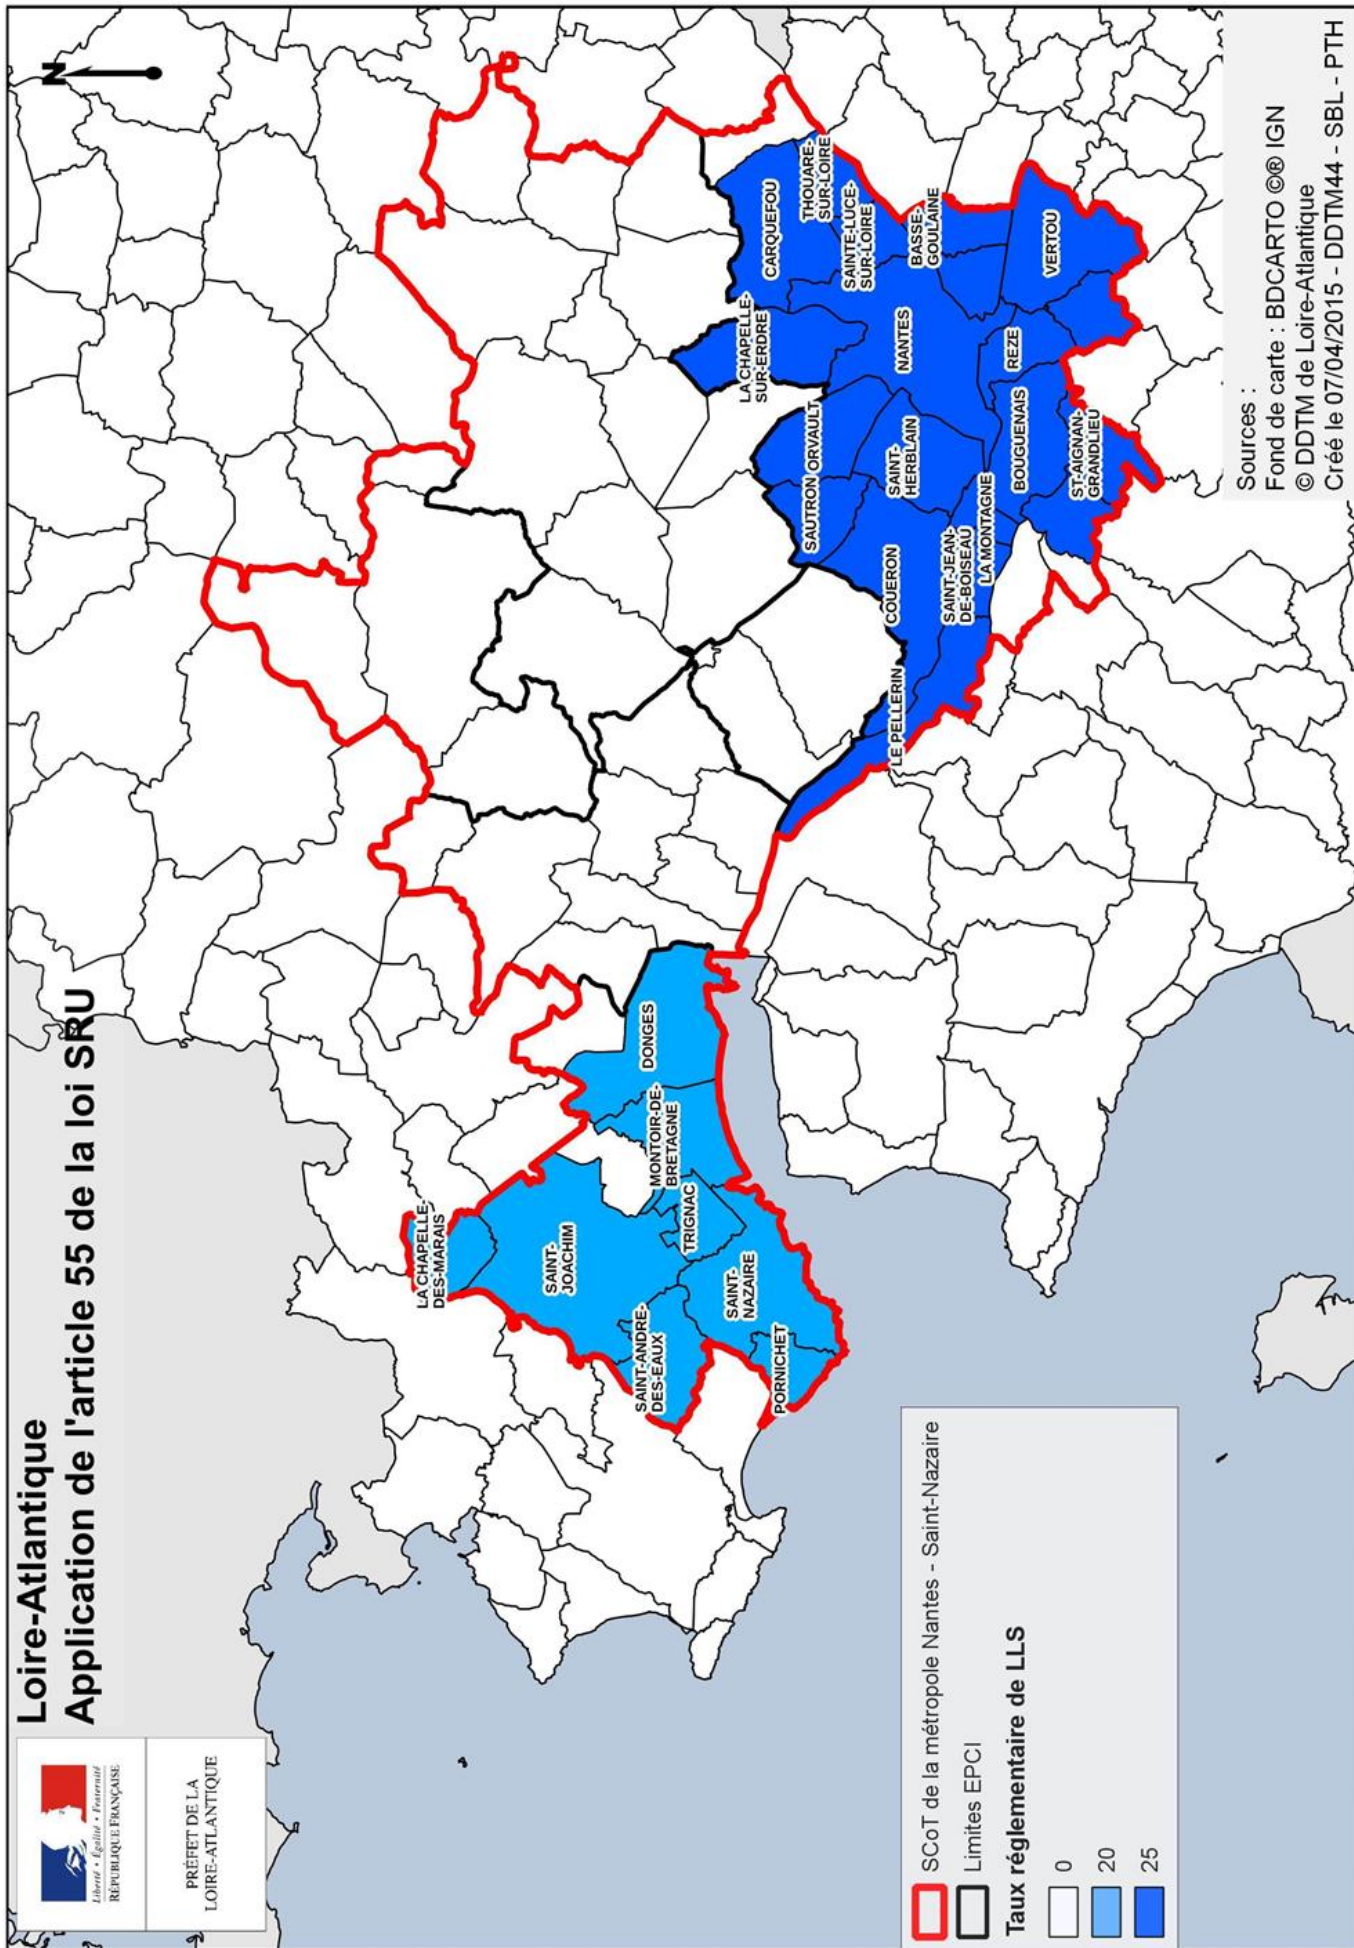 Loire-Atlantique
Application de l'article 55 de la loi SRU
Liberté • Égalité • Fraternité
RÉPUBLIQUE FRANÇAISE
PRÉFET DE LA
LOIRE-ATLANTIQUE
N
LA CHAPELLE-
DES-MARAIS
SAINT-
JOACHIM
SAINT-ANDRE-
DES-EAUX
MONTOIR-DE-
BRETAGNE
DONGES
TRIGNAC
SAINT-
NAZAIRE
PORNICHET
LA CHAPELLE-
SUR-ERDRE
CARQUEFOU
THOUARE-
SUR-LOIRE
SAINTE-LUCE-
SUR-LOIRE
SAUTRON
ORVAULT
SAINT-
HERBLAIN
NANTES
BASSE-
GOULAINE
COUERON
LE PELLERIN
SAINT-JEAN-
DE-BOISEAU
LA MONTAGNE
BOUGUENAIS
REZE
VERTOU
ST-AIGNAN-
GRANDLIEU
SCoT de la métropole Nantes - Saint-Nazaire
Limites EPCI
Taux réglementaire de LLS
0
20
25
Sources :
Fond de carte : BDCARTO ©® IGN
© DDTM de Loire-Atlantique
Créé le 07/04/2015 - DDTM44 - SBL - PTH